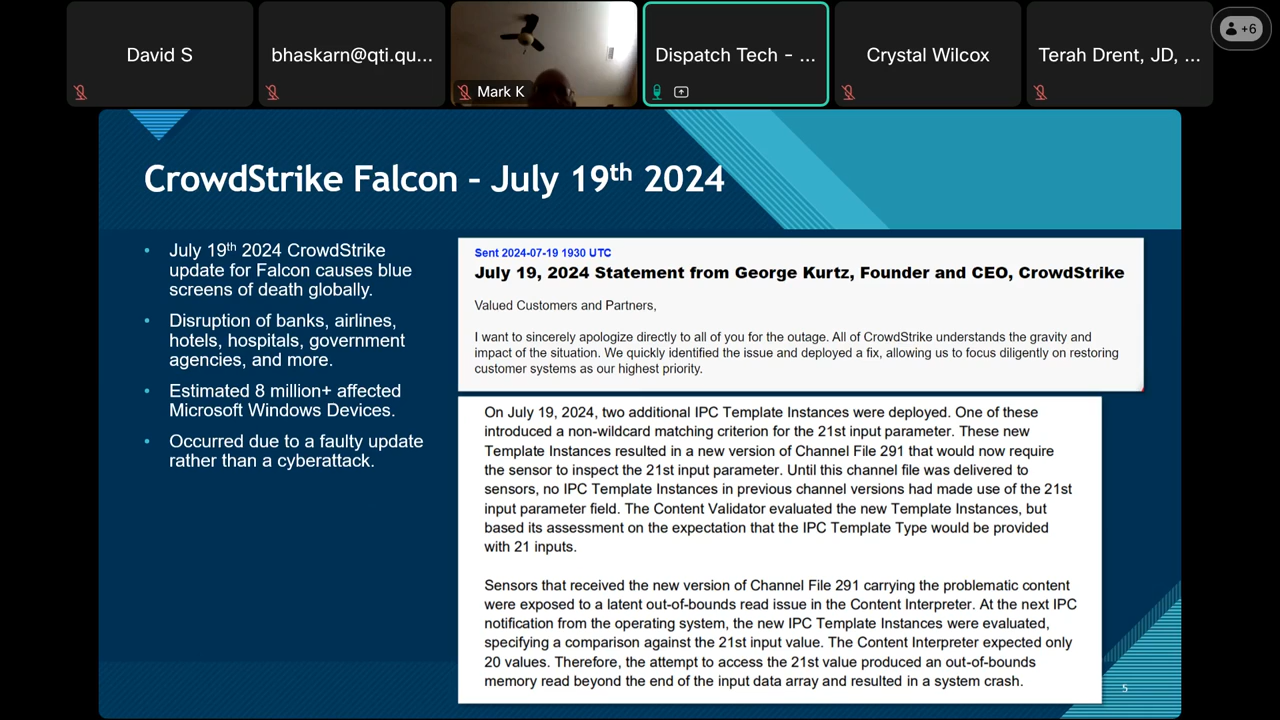 David S
bhaskarn@qti.qu...
Mark K
Dispatch Tech - ...
Crystal Wilcox
Terah Drent, JD, ...
+6
CrowdStrike Falcon – July 19th 2024
• July 19th 2024 CrowdStrike
update for Falcon causes blue
screens of death globally.
• Disruption of banks, airlines,
hotels, hospitals, government
agencies, and more.
• Estimated 8 million+ affected
Microsoft Windows Devices.
• Occurred due to a faulty update
rather than a cyberattack.
Sent 2024-07-19 1930 UTC
July 19, 2024 Statement from George Kurtz, Founder and CEO, CrowdStrike
Valued Customers and Partners,
I want to sincerely apologize directly to all of you for the outage. All of CrowdStrike understands the gravity and
impact of the situation. We quickly identified the issue and deployed a fix, allowing us to focus diligently on restoring
customer systems as our highest priority.
On July 19, 2024, two additional IPC Template Instances were deployed. One of these
introduced a non-wildcard matching criterion for the 21st input parameter. These new
Template Instances resulted in a new version of Channel File 291 that would now require
the sensor to inspect the 21st input parameter. Until this channel file was delivered to
sensors, no IPC Template Instances in previous channel versions had made use of the 21st
input parameter field. The Content Validator evaluated the new Template Instances, but
based its assessment on the expectation that the IPC Template Type would be provided
with 21 inputs.
Sensors that received the new version of Channel File 291 carrying the problematic content
were exposed to a latent out-of-bounds read issue in the Content Interpreter. At the next IPC
notification from the operating system, the new IPC Template Instances were evaluated,
specifying a comparison against the 21st input value. The Content Interpreter expected only
20 values. Therefore, the attempt to access the 21st value produced an out-of-bounds
memory read beyond the end of the input data array and resulted in a system crash.
5